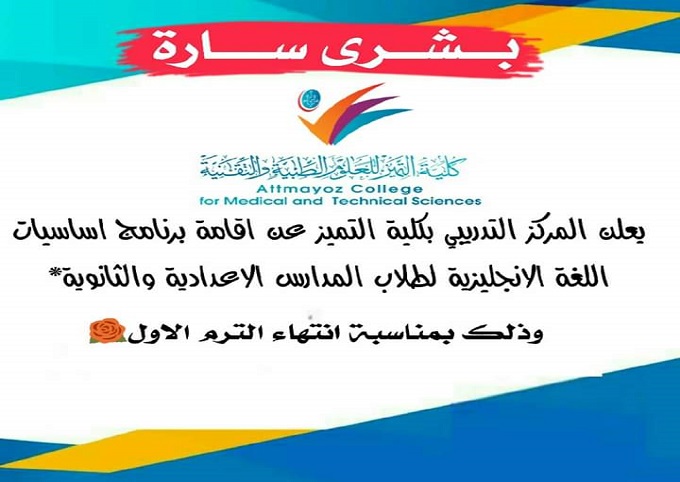 بشرى سارة
كلية التميز للعلوم الطبية والتقنية
Attmayoz College
for Medical and Technical Sciences
يعلن المركز التدريبي بكلية التميز عن اقامة برنامج اساسيات
اللغة الانجليزية لطلاب المدارس الاعدادية والثانوية*
وذلك بمناسبة انتهاء الترم الاول